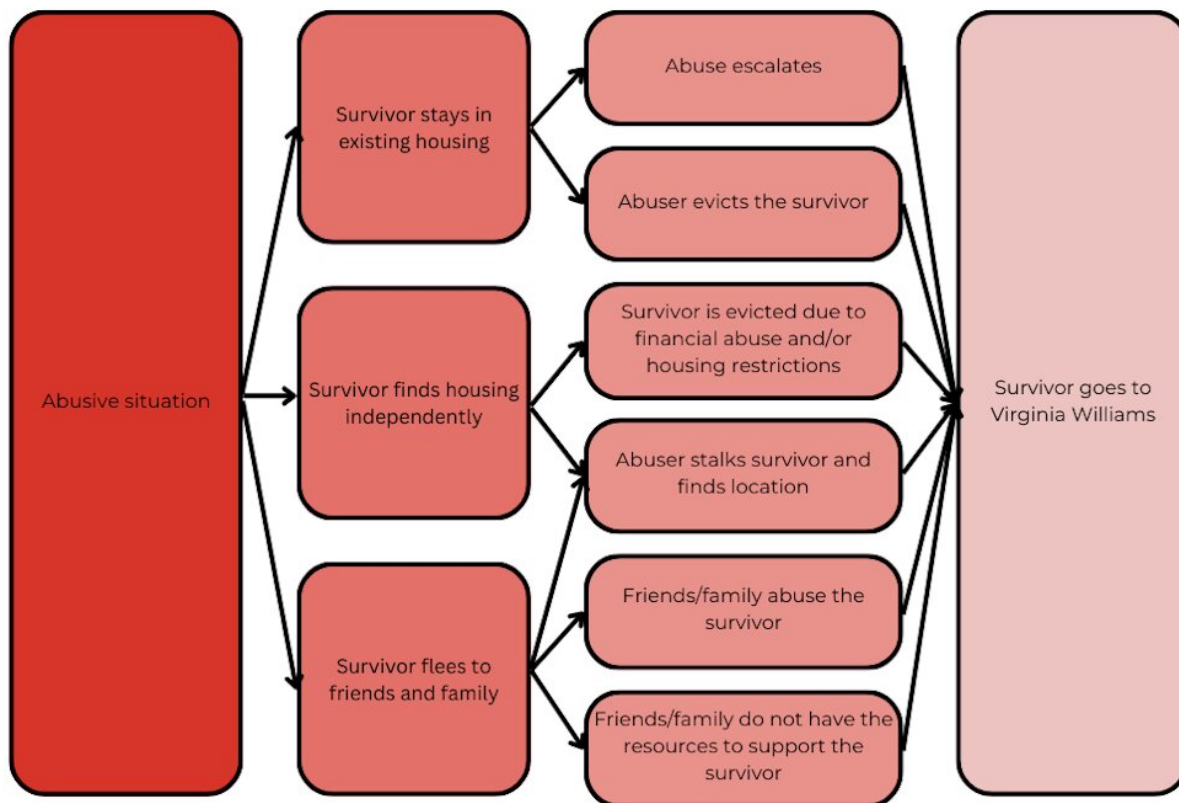 Abusive situation
Survivor stays in
existing housing
Survivor finds housing
independently
Survivor flees to
friends and family
Abuse escalates
Abuser evicts the survivor
Survivor is evicted due to
financial abuse and/or
housing restrictions
Abuser stalks survivor and
finds location
Friends/family abuse the
survivor
Friends/family do not have the
resources to support the
survivor
Survivor goes to
Virginia Williams